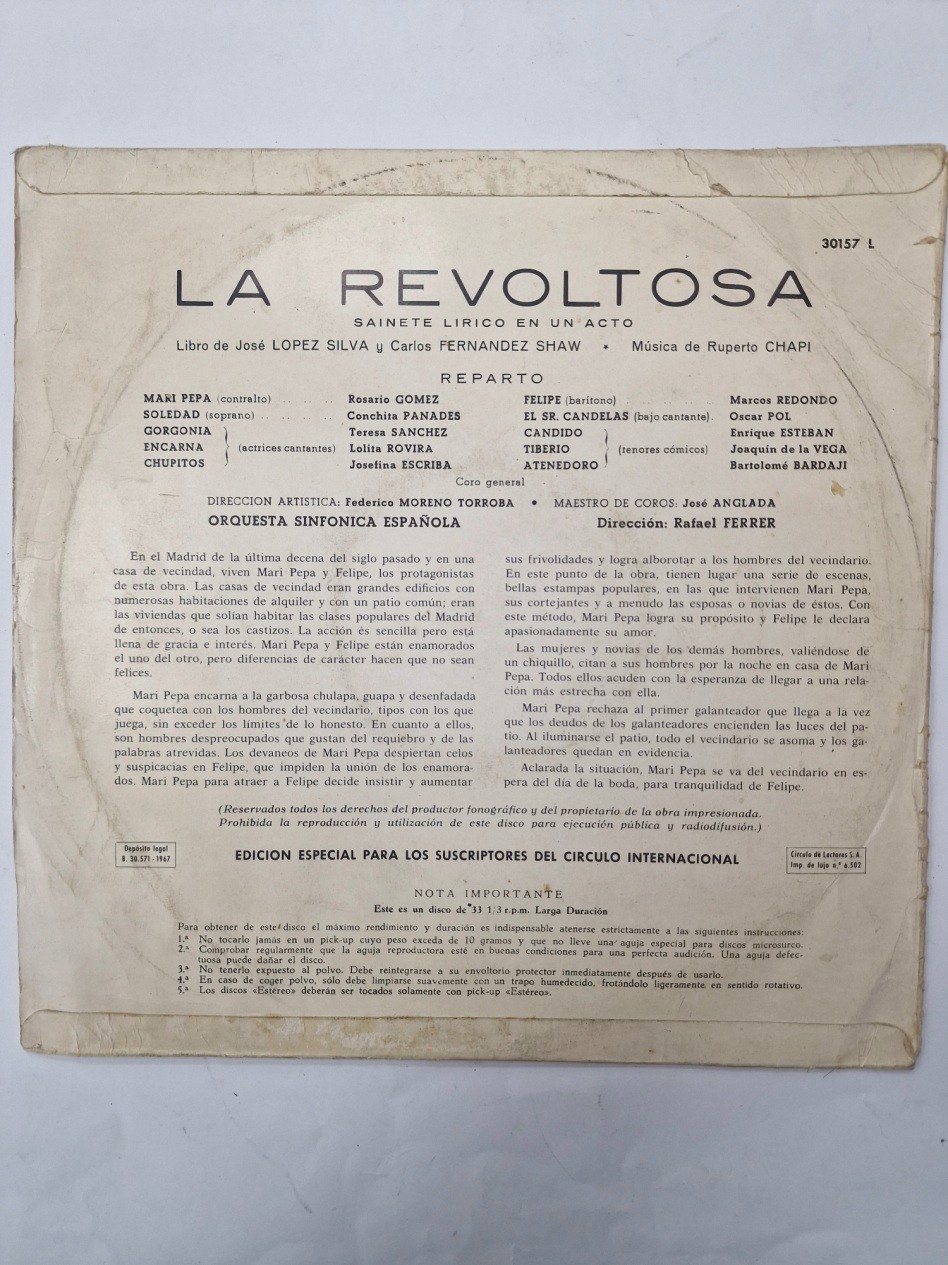 30157 L
LA REVOLTOSA
SAINETE LIRICO EN UN ACTO
Libro de José LOPEZ SILVA y Carlos FERNANDEZ SHAW * Música de Ruperto CHAPI
REPARTO
MARI PEPA (contralto) .. .. .. Rosario GOMEZ
SOLEDAD (soprano) .. .. .. .. Conchita PANADES
GORGONIA
ENCARNA
CHUPITOS
(actrices cantantes)
Teresa SANCHEZ
Lolita ROVIRA
Josefina ESCRIBA
FELIPE (barítono) .. .. .. .. Marcos REDONDO
EL SR. CANDELAS (bajo cantante). Oscar POL
CANDIDO
TIBERIO
ATENEDORO
(tenores cómicos)
Enrique ESTEBAN
Joaquín de la VEGA
Bartolomé BARDAJI
Coro general
DIRECCION ARTISTICA: Federico MORENO TORROBA • MAESTRO DE COROS: José ANGLADA
ORQUESTA SINFONICA ESPAÑOLA Dirección: Rafael FERRER
En el Madrid de la última decena del siglo pasado y en una
casa de vecindad, viven Mari Pepa y Felipe, los protagonistas
de esta obra. Las casas de vecindad eran grandes edificios con
numerosas habitaciones de alquiler y con un patio común; eran
las viviendas que solían habitar las clases populares del Madrid
de entonces, o sea los castizos. La acción és sencilla pero está
llena de gracia e interés. Mari Pepa y Felipe están enamorados
el uno del otro, pero diferencias de carácter hacen que no sean
felices.
Mari Pepa encarna a la garbosa chulapa, guapa y desenfadada
que coquetea con los hombres del vecindario, tipos con los que
juega, sin exceder los límites de lo honesto. En cuanto a ellos,
son hombres despreocupados que gustan del requiebro y de las
palabras atrevidas. Los devaneos de Mari Pepa despiertan celos
y suspicacias en Felipe, que impiden la unión de los enamora-
dos. Mari Pepa para atraer a Felipe decide insistir y aumentar
sus frivolidades y logra alborotar a los hombres del vecindario.
En este punto de la obra, tienen lugar una serie de escenas,
bellas estampas populares, en las que intervienen Mari Pepa,
sus cortejantes y a menudo las esposas o novias de éstos. Con
este método, Mari Pepa logra su propósito y Felipe le declara
apasionadamente su amor.
Las mujeres y novias de los demás hombres, valiéndose de
un chiquillo, citan a sus hombres por la noche en casa de Mari
Pepa. Todos ellos acuden con la esperanza de llegar a una rela-
ción más estrecha con ella.
Mari Pepa rechaza al primer galanteador que llega a la vez
que los deudos de los galanteadores encienden las luces del pa-
tio. Al iluminarse el patio, todo el vecindario se asoma y los ga-
lanteadores quedan en evidencia.
Aclarada la situación, Mari Pepa se va del vecindario en es-
pera del día de la boda, para tranquilidad de Felipe.
(Reservados todos los derechos del productor fonográfico y del propietario de la obra impresionada.
Prohibida la reproducción y utilización de este disco para ejecución pública y radiodifusión.)
Depósito legal
B. 30.571 - 1967
EDICION ESPECIAL PARA LOS SUSCRIPTORES DEL CIRCULO INTERNACIONAL
Círculo de Lectores S.A.
Imp. de lujo n.º 6.502
NOTA IMPORTANTE
Este es un disco de 33 1/3 r.p.m. Larga Duración
Para obtener de este disco el máximo rendimiento y duración es indispensable atenerse estrictamente a las siguientes instrucciones:
1.ª No tocarlo jamás en un pick-up cuyo peso exceda de 10 gramos y que no lleve una aguja especial para discos microsurco.
2.ª Comprobar regularmente que la aguja reproductora esté en buenas condiciones para una perfecta audición. Una aguja defec-
tuosa puede dañar el disco.
3.ª No tenerlo expuesto al polvo. Debe reintegrarse a su envoltorio protector inmediatamente después de usarlo.
4.ª En caso de coger polvo, sólo debe limpiarse suavemente con un trapo humedecido, frotándolo ligeramente en sentido rotativo.
5.ª Los discos «Estéreo» deberán ser tocados solamente con pick-up «Estéreo».